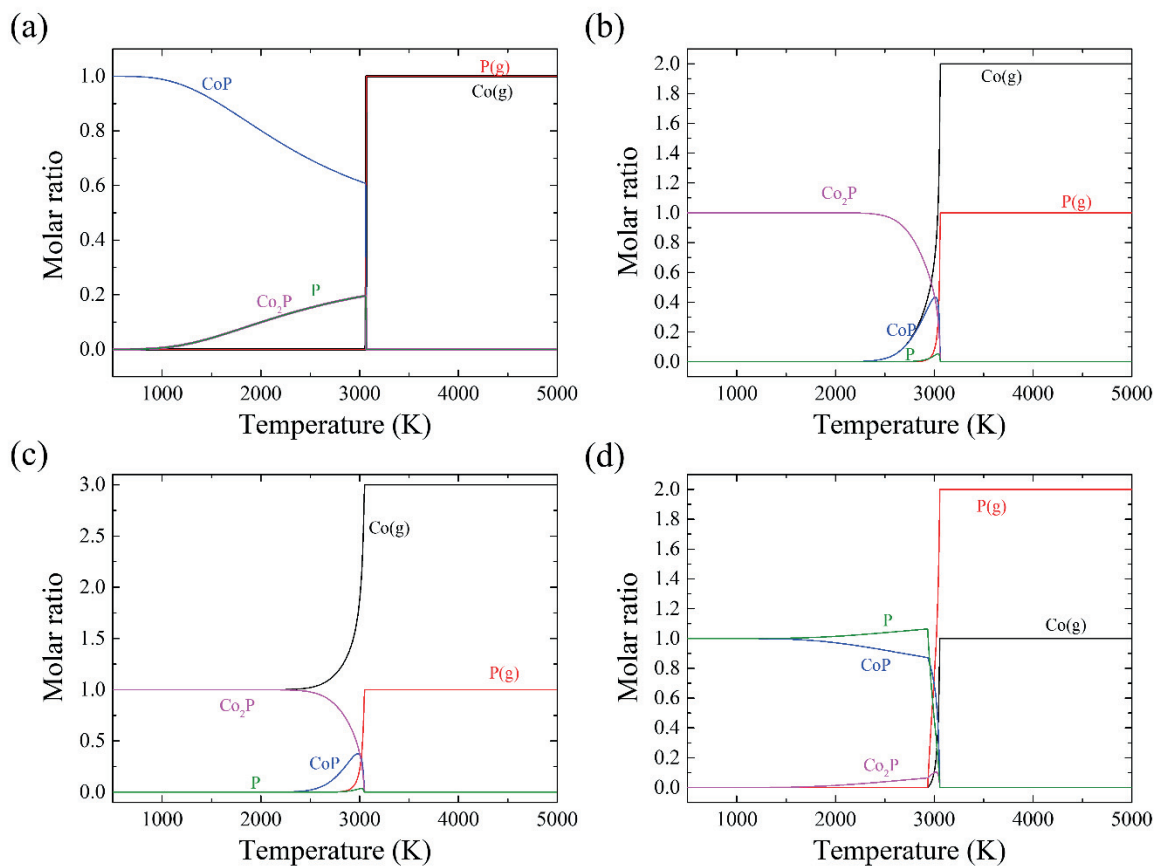 (a)
Molar ratio
1.0
0.8
0.6
0.4
0.2
0.0
CoP
P(g)
Co(g)
Co₂P
P
1000 2000 3000 4000 5000
Temperature (K)
(b)
Molar ratio
2.0
1.8
1.6
1.4
1.2
1.0
0.8
0.6
0.4
0.2
0.0
Co(g)
Co₂P
P(g)
CoP
P
1000 2000 3000 4000 5000
Temperature (K)
(c)
Molar ratio
3.0
2.5
2.0
1.5
1.0
0.5
0.0
Co(g)
P(g)
Co₂P
CoP
P
1000 2000 3000 4000 5000
Temperature (K)
(d)
Molar ratio
2.0
1.8
1.6
1.4
1.2
1.0
0.8
0.6
0.4
0.2
0.0
P(g)
P
Co(g)
CoP
Co₂P
1000 2000 3000 4000 5000
Temperature (K)